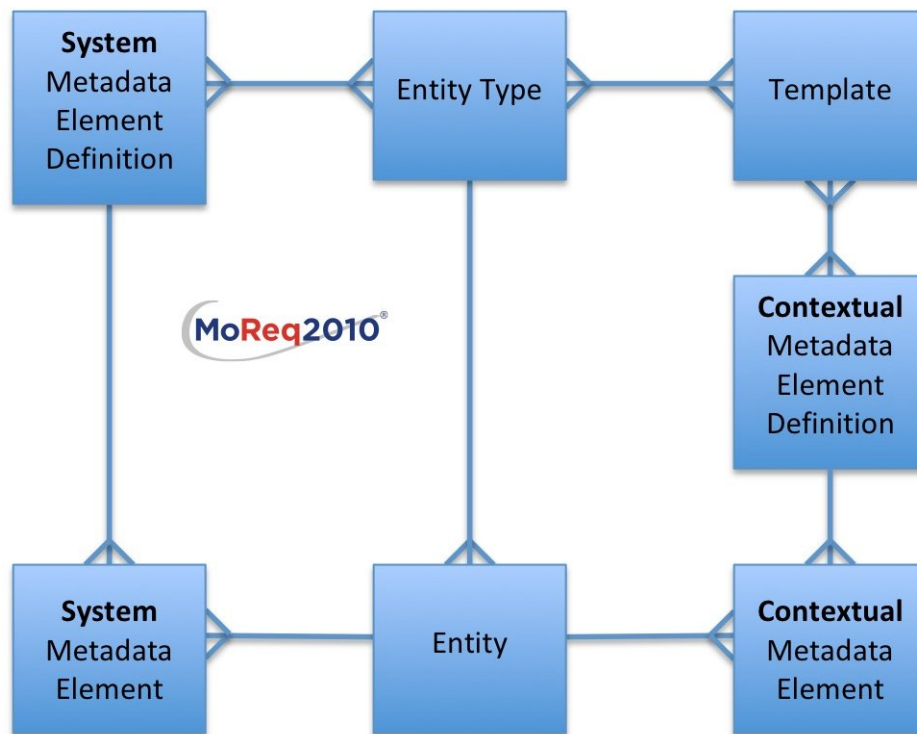 System
Metadata
Element
Definition
Entity Type
Template
MoReq2010®
Contextual
Metadata
Element
Definition
System
Metadata
Element
Entity
Contextual
Metadata
Element